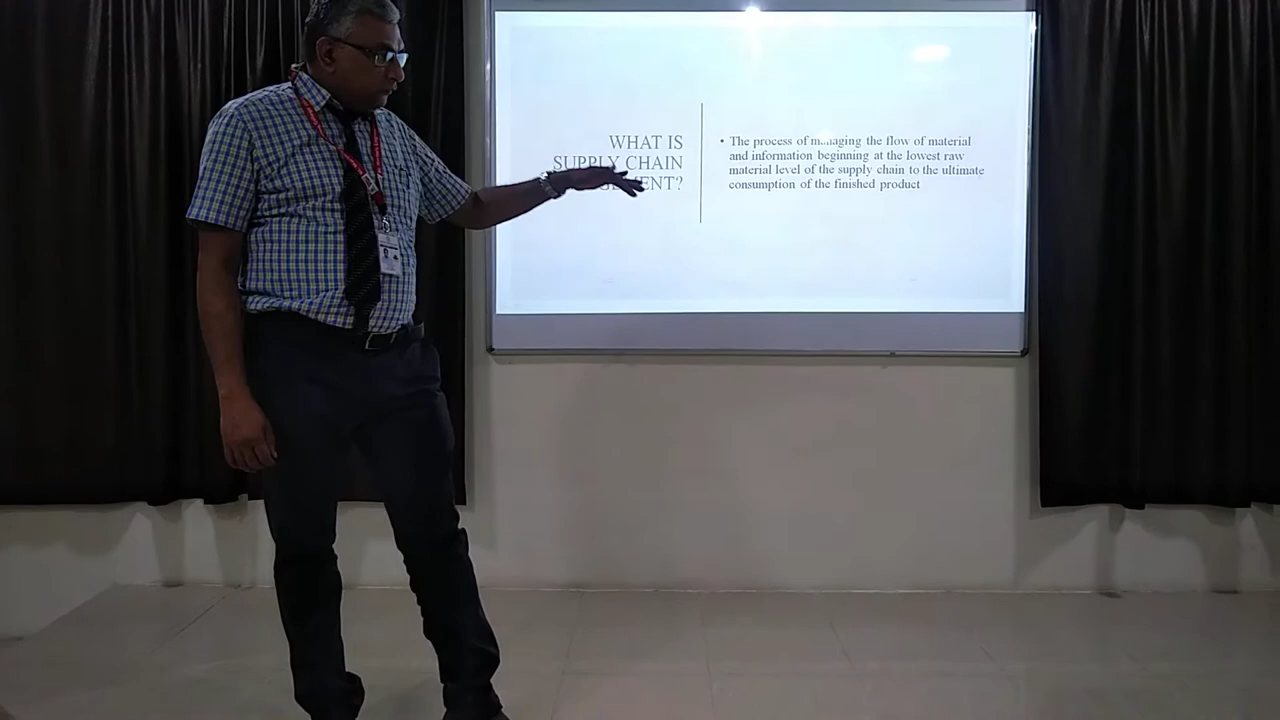 WHAT IS
SUPPLY CHAIN
EMENT?
• The process of managing the flow of material
and information beginning at the lowest raw
material level of the supply chain to the ultimate
consumption of the finished product